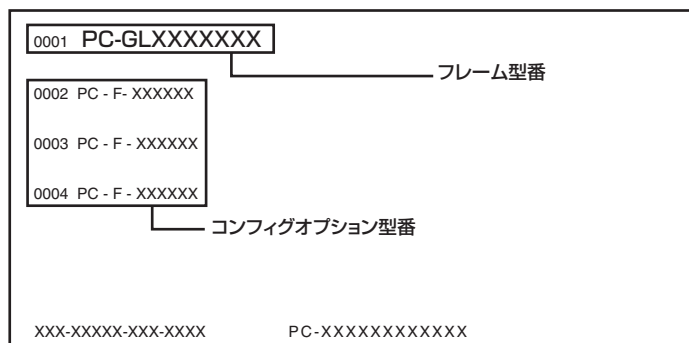 0001 PC-GLXXXXXXX
フレーム型番
0002 PC - F- XXXXXX
0003 PC - F - XXXXXX
0004 PC - F - XXXXXX
コンフィグオプション型番
XXX-XXXXX-XXX-XXXX PC-XXXXXXXXXXXX